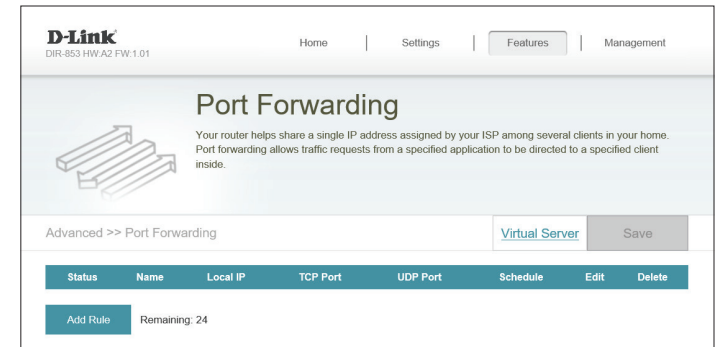 D-Link
DIR-853 HW:A2 FW:1.01
Home | Settings | Features | Management
Port Forwarding
Your router helps share a single IP address assigned by your ISP among several clients in your home.
Port forwarding allows traffic requests from a specified application to be directed to a specified client
inside.
Advanced >> Port Forwarding
Virtual Server
Save
Status Name Local IP TCP Port UDP Port Schedule Edit Delete
Add Rule Remaining: 24